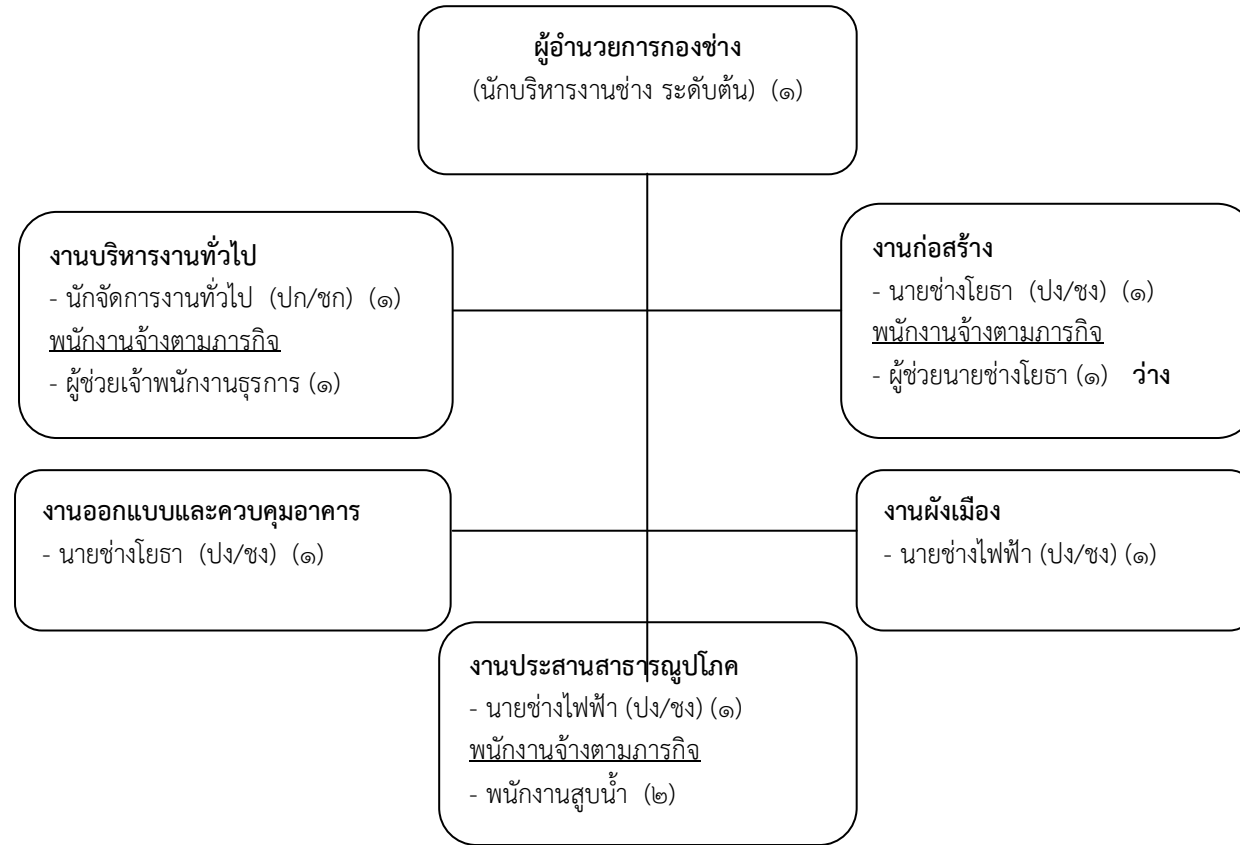 ผู้อำนวยการกองช่าง
(นักบริหารงานช่าง ระดับต้น) (๑)
งานบริหารงานทั่วไป
- นักจัดการงานทั่วไป (ปก/ชก) (๑)
พนักงานจ้างตามภารกิจ
- ผู้ช่วยเจ้าพนักงานธุรการ (๑)
งานก่อสร้าง
- นายช่างโยธา (ปง/ชง) (๑)
พนักงานจ้างตามภารกิจ
- ผู้ช่วยนายช่างโยธา (๑) ว่าง
งานออกแบบและควบคุมอาคาร
- นายช่างโยธา (ปง/ชง) (๑)
งานผังเมือง
- นายช่างไฟฟ้า (ปง/ชง) (๑)
งานประสานสาธารณูปโภค
- นายช่างไฟฟ้า (ปง/ชง) (๑)
พนักงานจ้างตามภารกิจ
- พนักงานสูบน้ำ (๒)